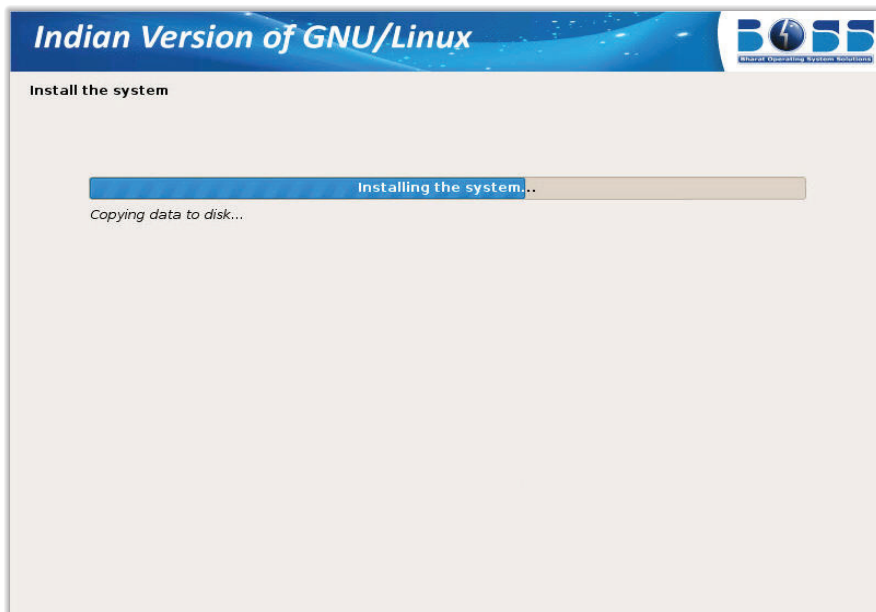 Indian Version of GNU/Linux
BOSS
Bharat Operating System Solutions
Install the system
Installing the system...
Copying data to disk...